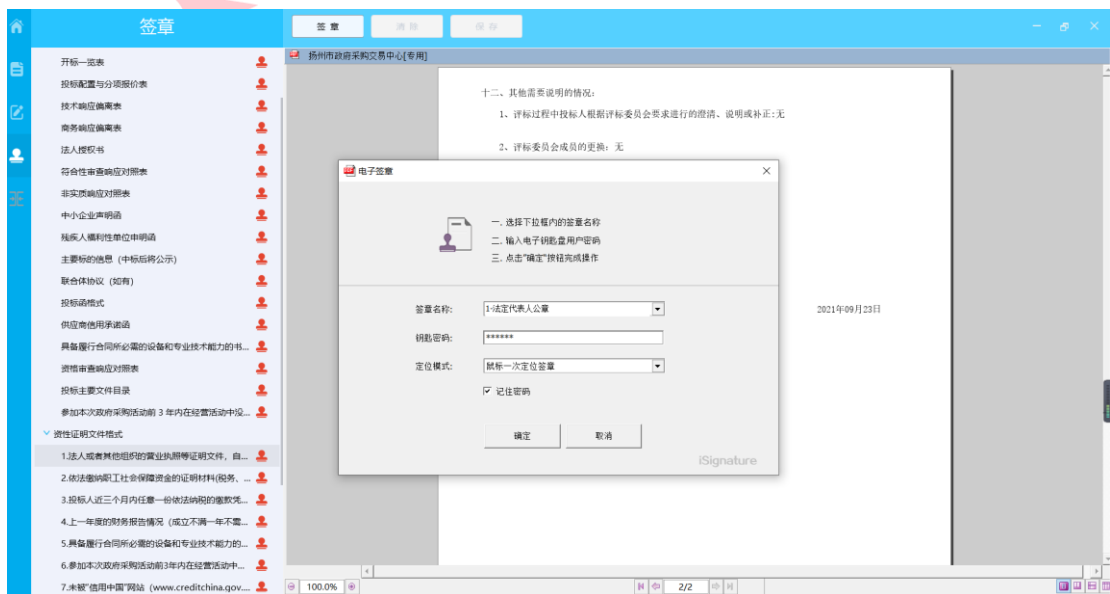 签章
签 章
清 除
保 存
开标一览表
投标配置与分项报价表
技术响应偏离表
商务响应偏离表
法人授权书
符合性审查响应对照表
非实质响应对照表
中小企业声明函
残疾人福利性单位申明函
主要标的信息（中标后将公示）
联合体协议（如有）
投标函格式
供应商信用承诺函
具备履行合同所必需的设备和专业技术能力的书...
资格审查响应对照表
投标主要文件目录
参加本次政府采购活动前 3 年内在经营活动中没...
资性证明文件格式
1.法人或者其他组织的营业执照等证明文件，自...
2.依法缴纳职工社会保障资金的证明材料(税务、...
3.投标人近三个月内任意一份依法纳税的缴款凭...
4.上一年度的财务报告情况（成立不满一年不需...
5.具备履行合同所必需的设备和专业技术能力的...
6.参加本次政府采购活动前3年内在经营活动中...
7.未被"信用中国"网站（www.creditchina.gov....
扬州市政府采购交易中心[专用]
十二、其他需要说明的情况：
1、评标过程中投标人根据评标委员会要求进行的澄清、说明或补正:无
2、评标委员会成员的更换：无
2021年09月23日
电子签章
一. 选择下拉框内的签章名称
二. 输入电子钥匙盘用户密码
三. 点击"确定"按钮完成操作
签章名称: 1-法定代表人公章
钥匙密码: ******
定位模式: 鼠标一次定位签章
记住密码
确定 取消
iSignature
100.0% 2/2